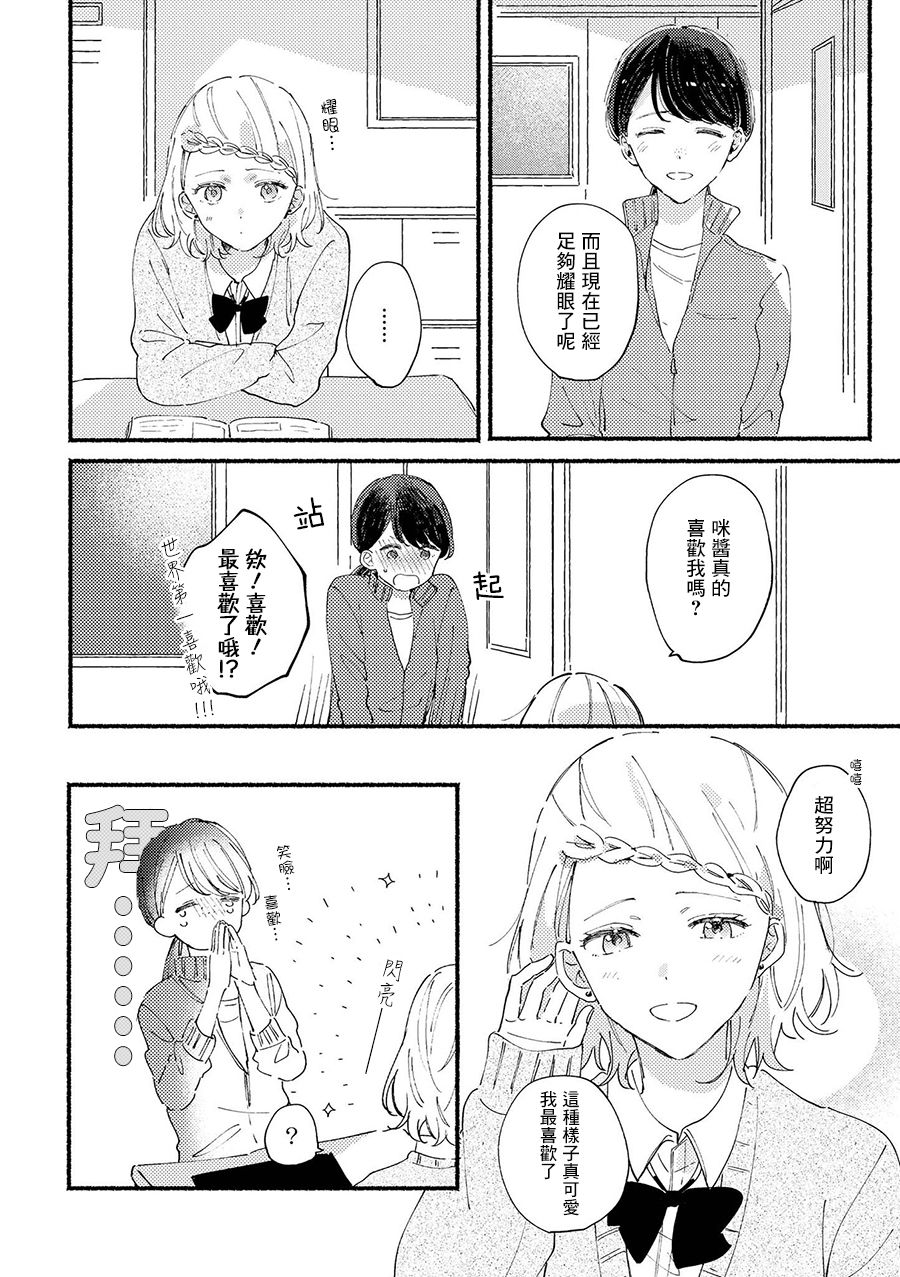 而且現在已經
足夠耀眼了呢
耀眼…
……
咪醬真的
喜歡我嗎？
站
起
欸！喜歡！
最喜歡了哦!?
世界第一喜歡哦!!!
嘻嘻
超努力啊
這種樣子真可愛
我最喜歡了
閃亮——
笑臉…
喜歡…
拜●●●●●●
？